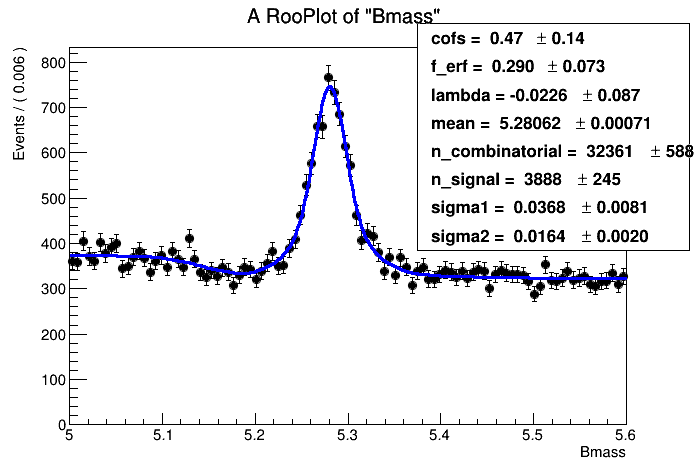 A RooPlot of "Bmass"
cofs = 0.47 ± 0.14
f_erf = 0.290 ± 0.073
lambda = -0.0226 ± 0.087
mean = 5.28062 ± 0.00071
n_combinatorial = 32361 ± 588
n_signal = 3888 ± 245
sigma1 = 0.0368 ± 0.0081
sigma2 = 0.0164 ± 0.0020
Events / ( 0.006 )
800
700
600
500
400
300
200
100
0
5 5.1 5.2 5.3 5.4 5.5 5.6
Bmass